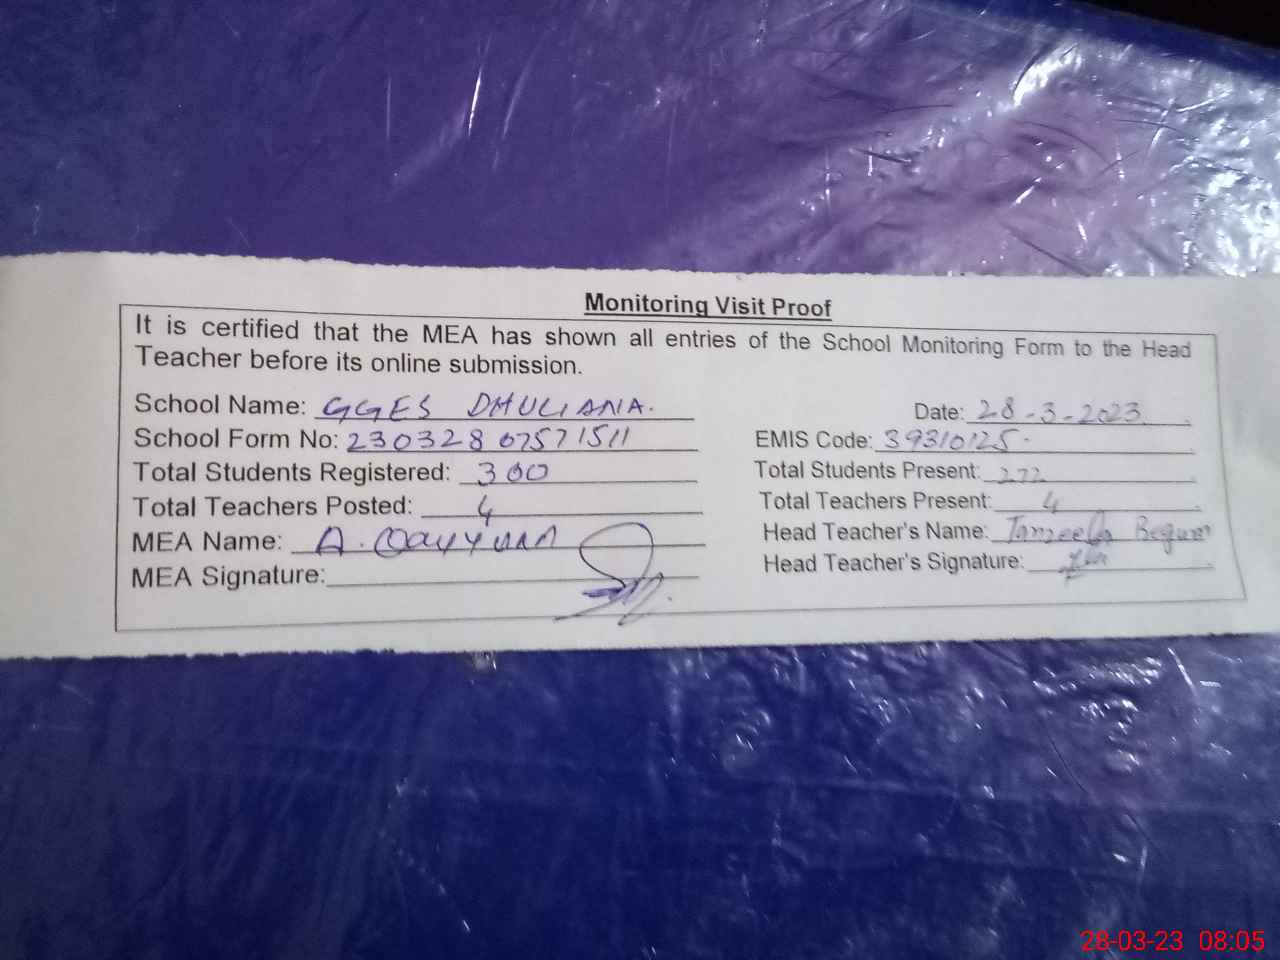 Monitoring Visit Proof
It is certified that the MEA has shown all entries of the School Monitoring Form to the Head
Teacher before its online submission.
School Name: GGES DHULIANA. Date: 28-3-2023
School Form No: 230328 07571511 EMIS Code: 39310125.
Total Students Registered: 300 Total Students Present: 272
Total Teachers Posted: 4 Total Teachers Present: 4
MEA Name: A. Qayyum Head Teacher's Name: Begum
MEA Signature: Head Teacher's Signature:
28-03-23 08:05